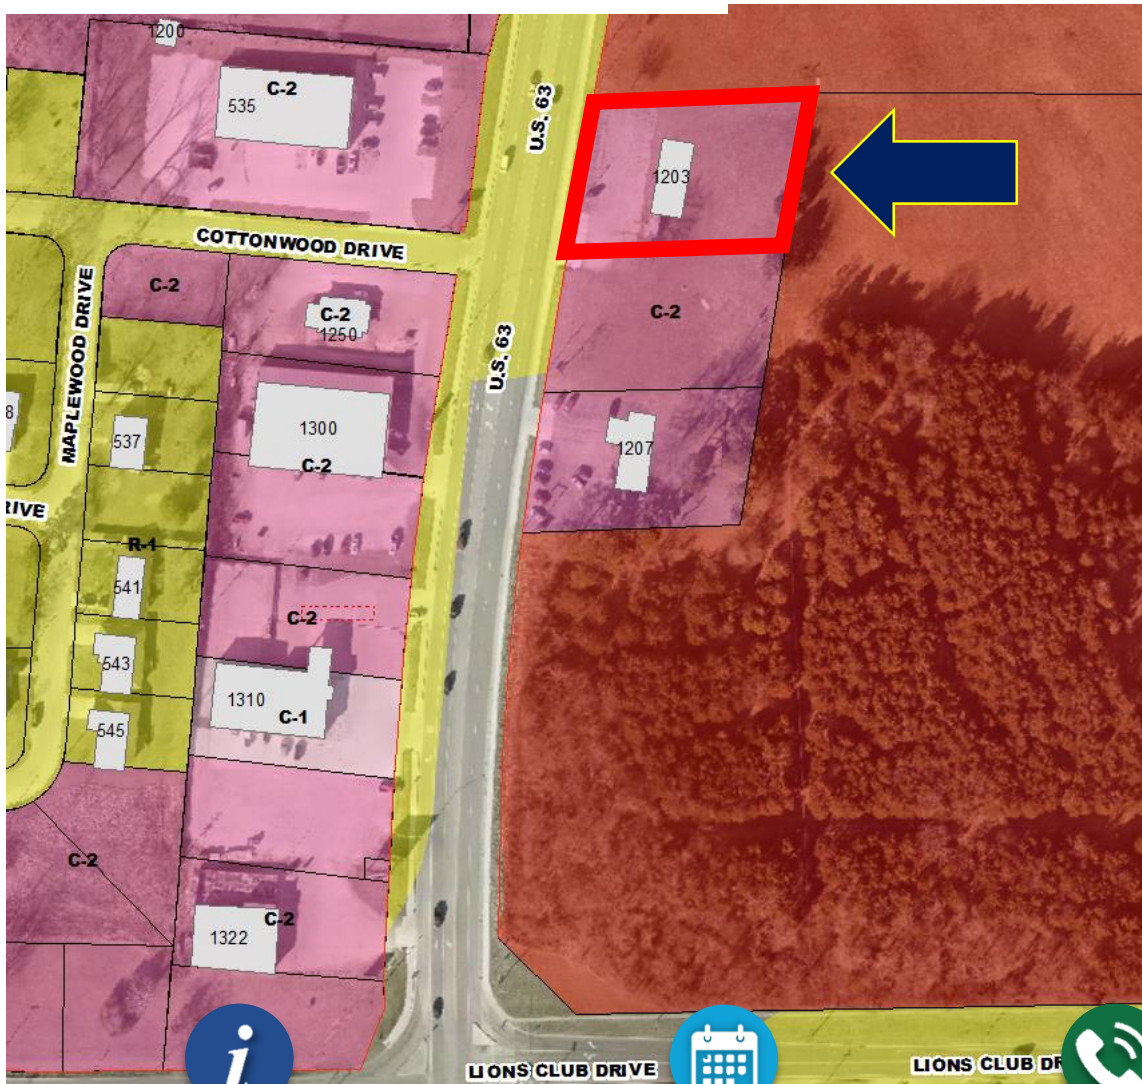 1200
C-2
535
U.S. 63
1203
COTTONWOOD DRIVE
C-2
MAPLEWOOD DRIVE
C-2
1250
C-2
U.S. 63
8
537
1300
C-2
1207
RIVE
R-1
541
C-2
543
1310
C-1
545
C-2
C-2
1322
i
LIONS CLUB DRIVE
LIONS CLUB DR